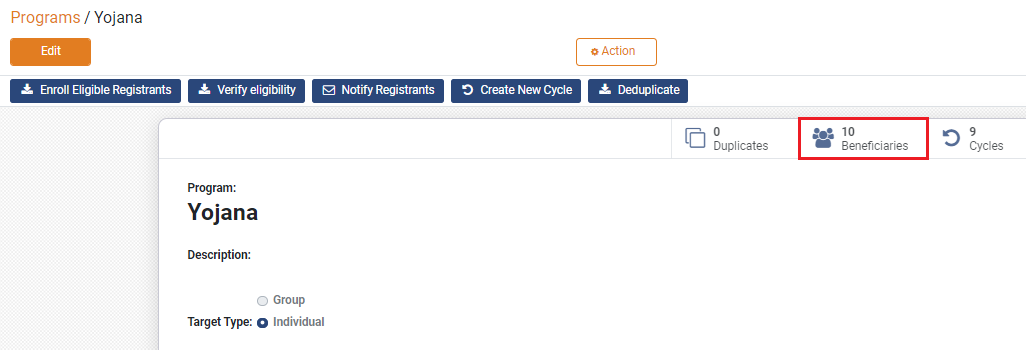 Programs / Yojana
Edit
Action
Enroll Eligible Registrants
Verify eligibility
Notify Registrants
Create New Cycle
Deduplicate
0
Duplicates
10
Beneficiaries
9
Cycles
Program:
Yojana
Description:
Group
Target Type: Individual